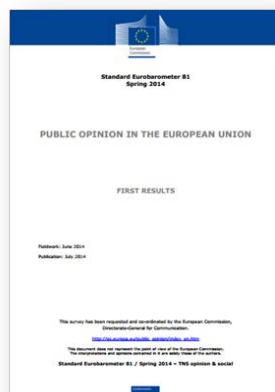 European
Commission
Standard Eurobarometer 81
Spring 2014
PUBLIC OPINION IN THE EUROPEAN UNION
FIRST RESULTS
Fieldwork: June 2014
Publication: July 2014
This survey has been requested and co-ordinated by the European Commission,
Directorate-General for Communication.
http://ec.europa.eu/public_opinion/index_en.htm
This document does not represent the point of view of the European Commission.
The interpretations and opinions contained in it are solely those of the authors.
Standard Eurobarometer 81 / Spring 2014 – TNS opinion & social